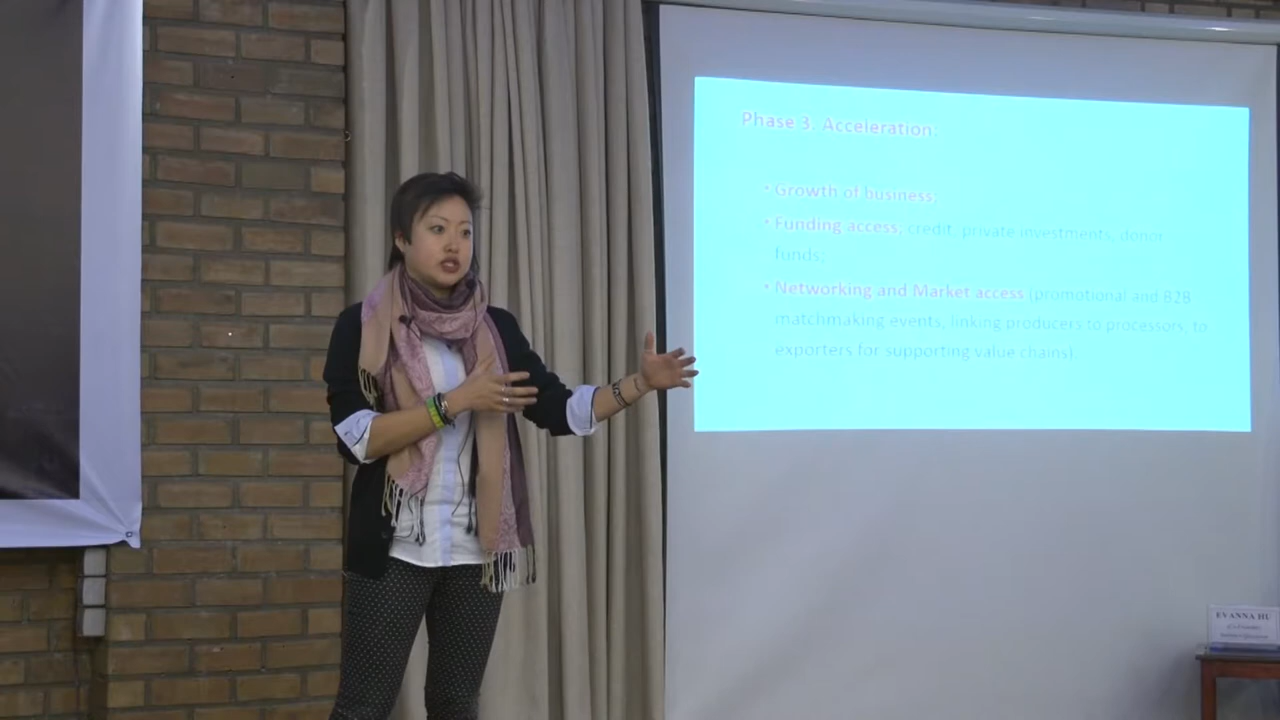 Phase 3. Acceleration:
• Growth of business;
• Funding access; credit, private investments, donor
funds;
• Networking and Market access (promotional and B2B
matchmaking events, linking producers to processors, to
exporters for supporting value chains).
EVANNA HU